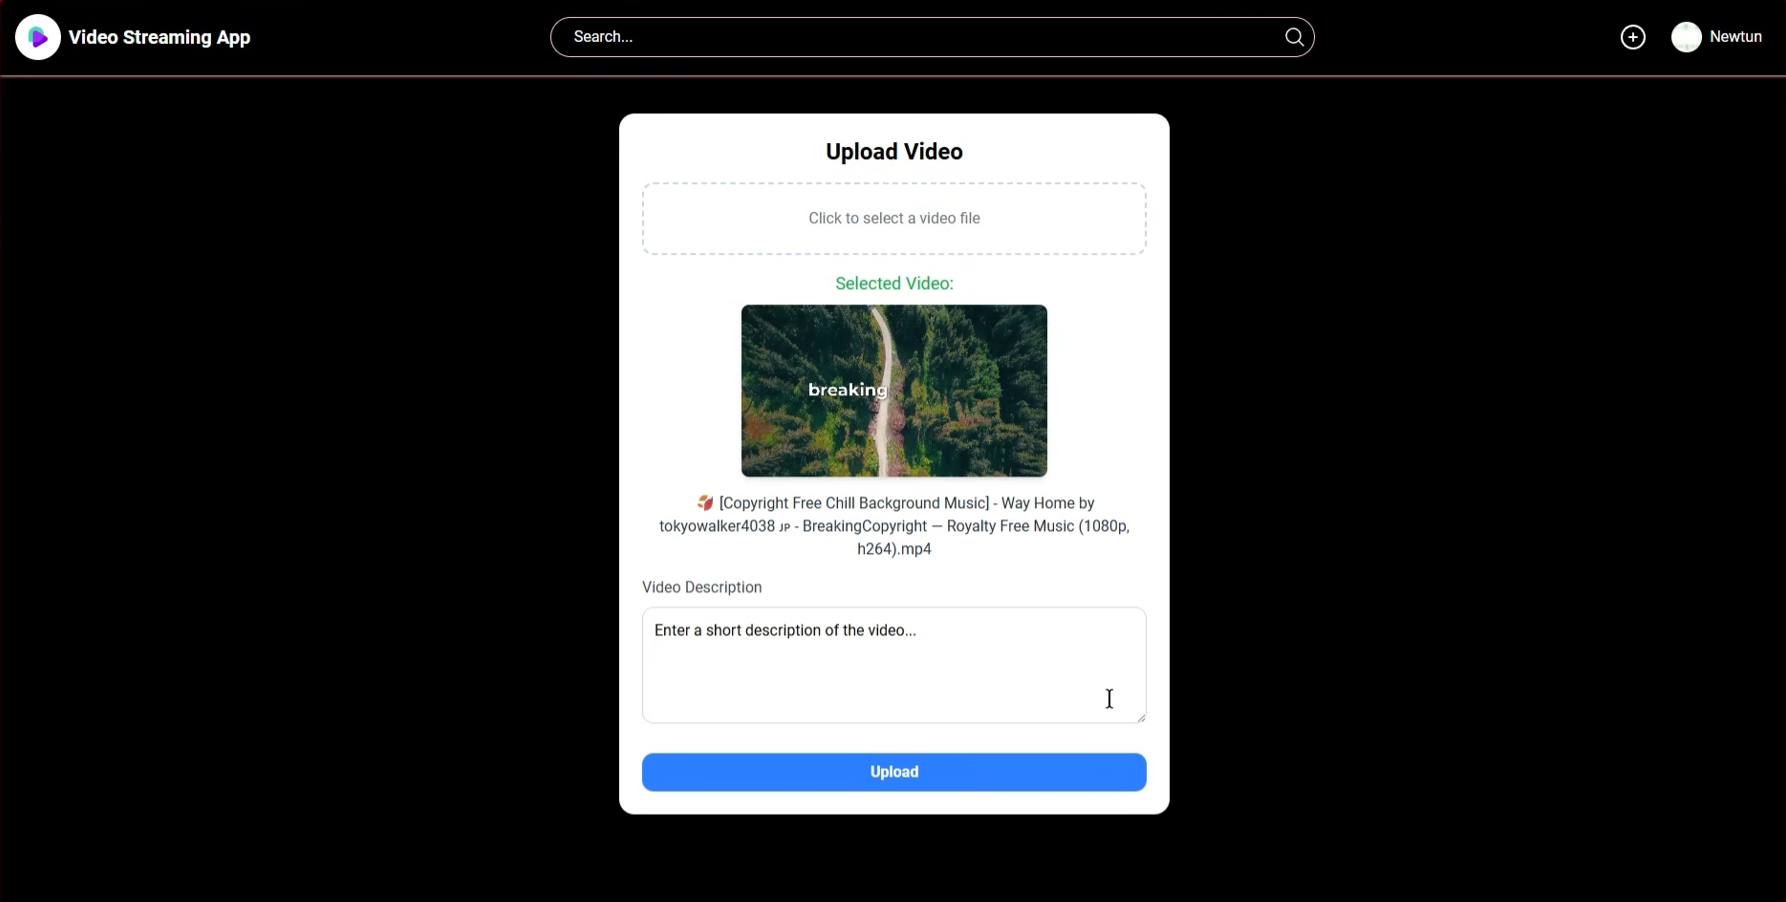 Video Streaming App
Search...
Newtun
Upload Video
Click to select a video file
Selected Video:
breaking
🍂 [Copyright Free Chill Background Music] - Way Home by
tokyowalker4038 ᴊᴘ - BreakingCopyright — Royalty Free Music (1080p,
h264).mp4
Video Description
Enter a short description of the video...
Upload